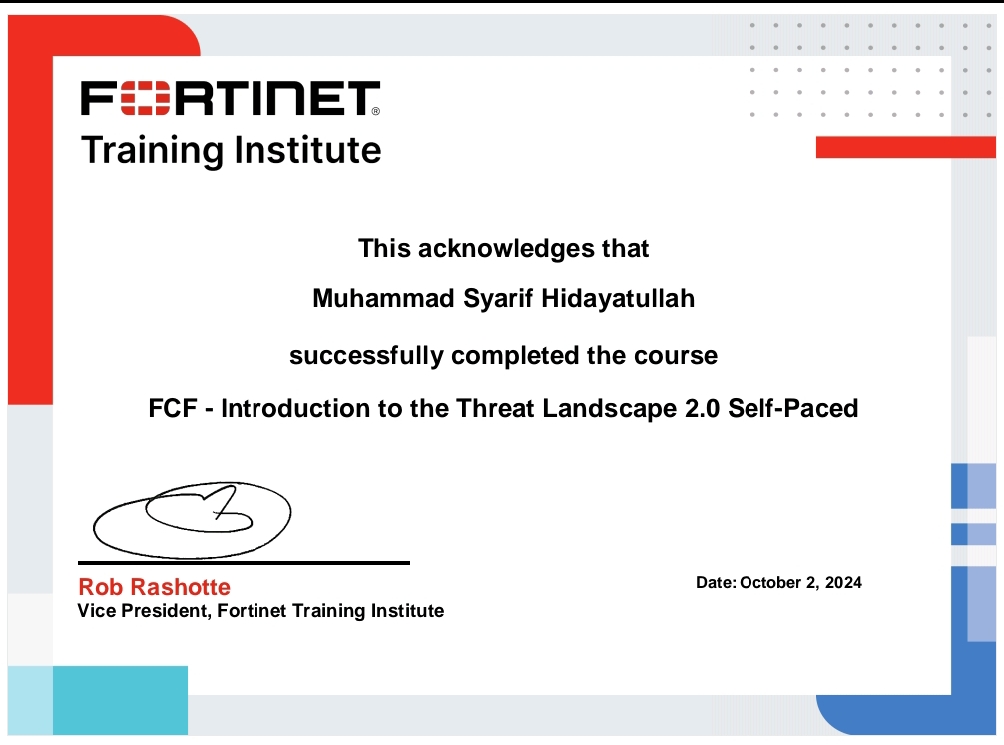 FORTINET®
Training Institute
This acknowledges that
Muhammad Syarif Hidayatullah
successfully completed the course
FCF - Introduction to the Threat Landscape 2.0 Self-Paced
Rob Rashotte
Vice President, Fortinet Training Institute
Date: October 2, 2024